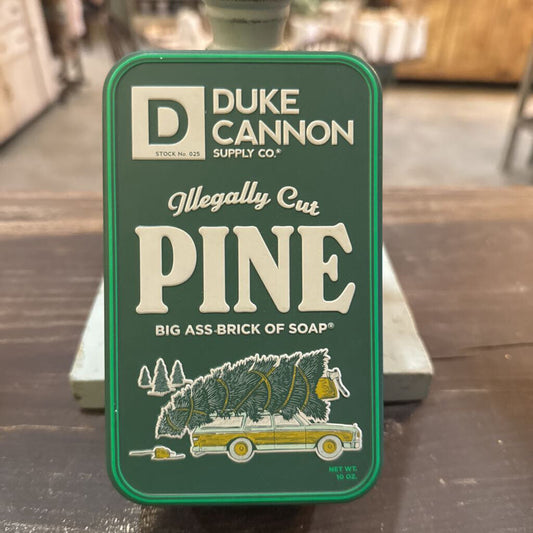 D
STOCK No. 025
DUKE
CANNON
SUPPLY CO.®
Illegally Cut
PINE
BIG ASS BRICK OF SOAP®
NET WT.
10 OZ.